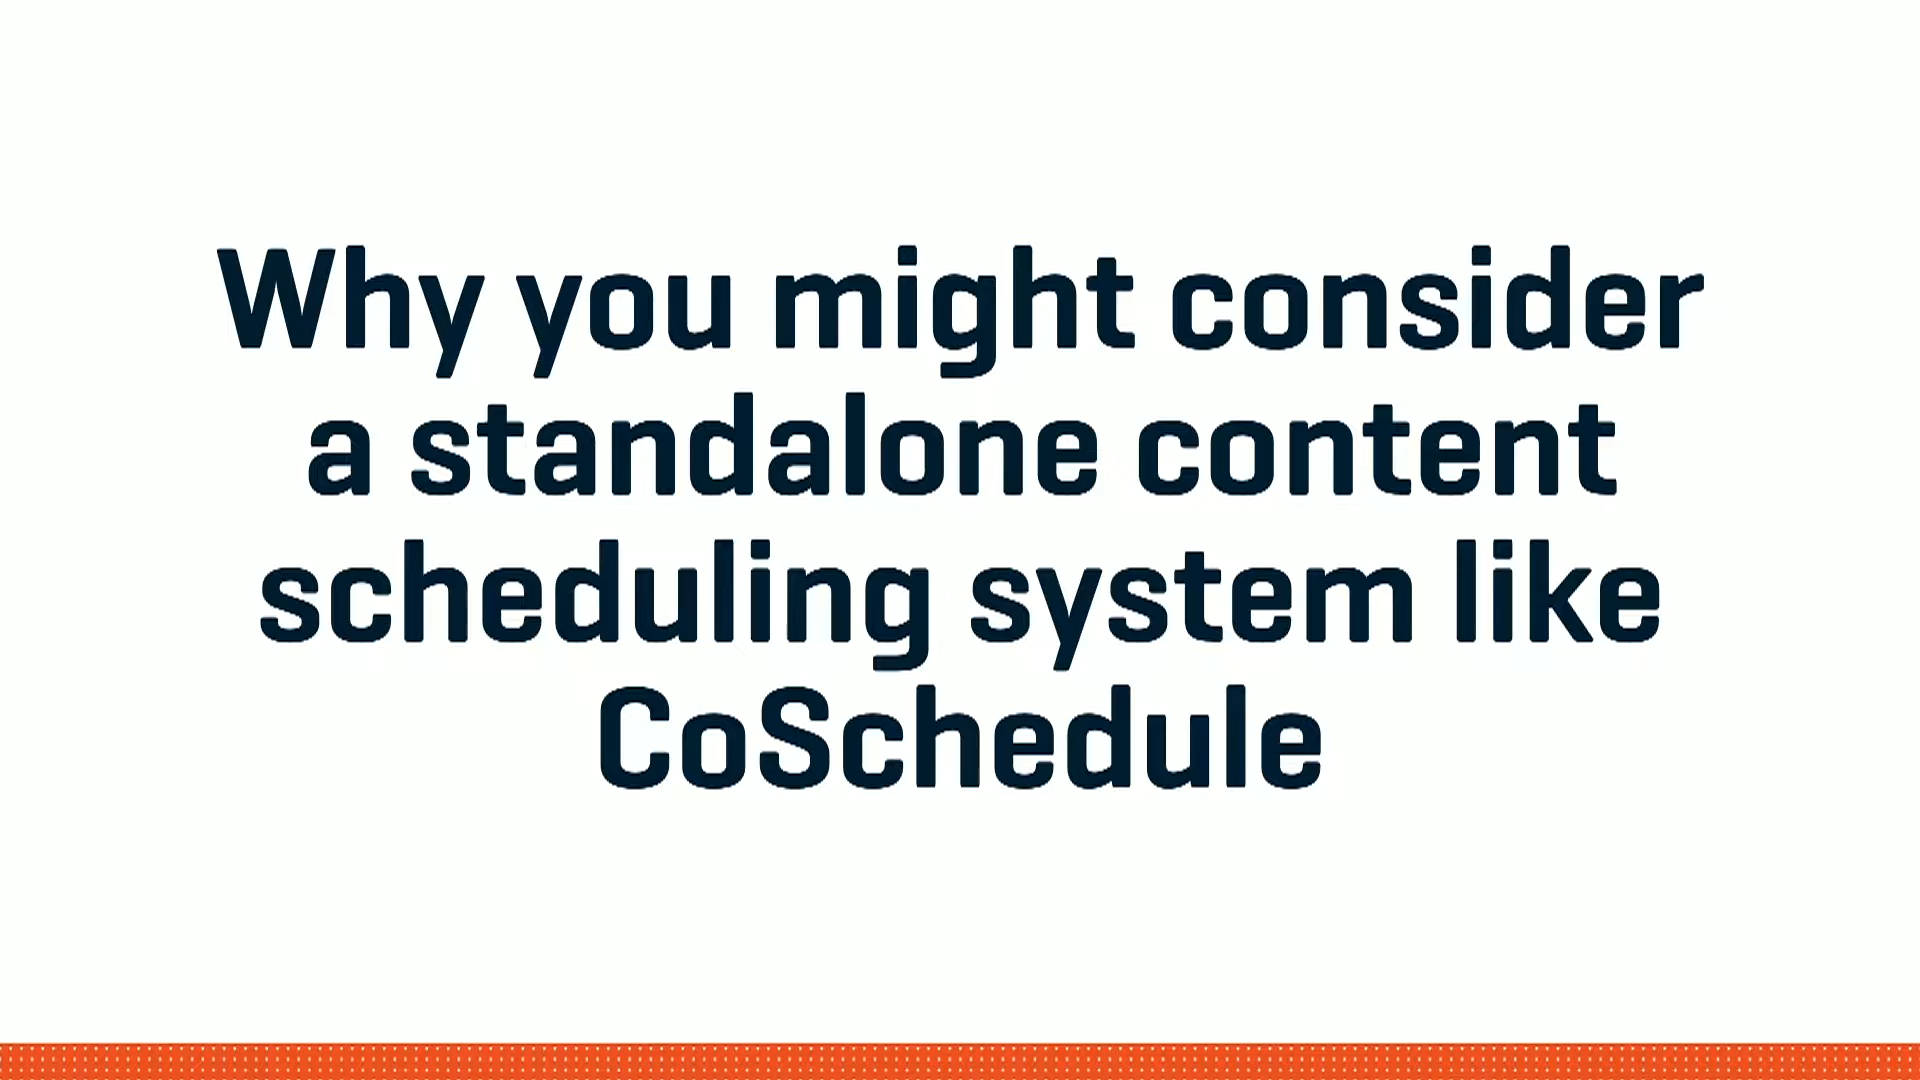 Why you might consider
a standalone content
scheduling system like
CoSchedule